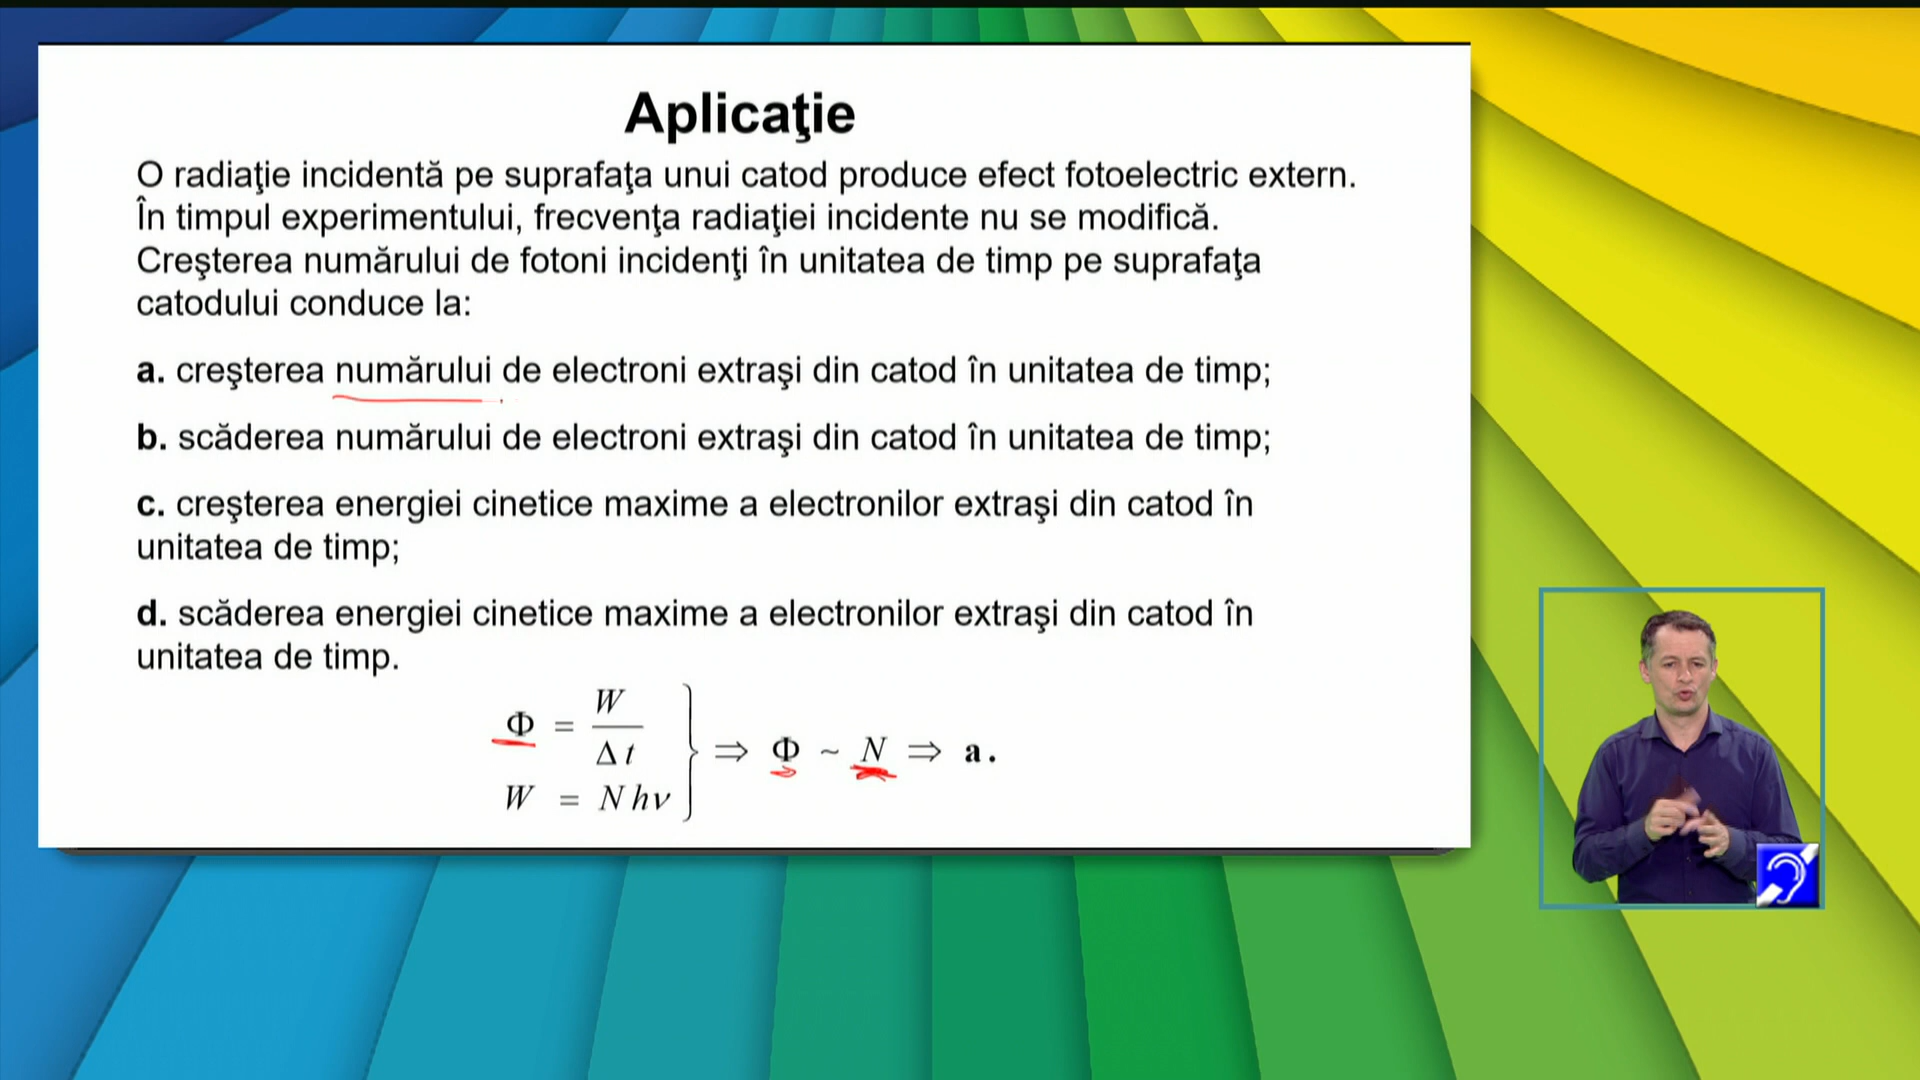 Aplicaţie
O radiaţie incidentă pe suprafaţa unui catod produce efect fotoelectric extern.
În timpul experimentului, frecvenţa radiaţiei incidente nu se modifică.
Creşterea numărului de fotoni incidenţi în unitatea de timp pe suprafaţa
catodului conduce la:
a. creşterea numărului de electroni extraşi din catod în unitatea de timp;
b. scăderea numărului de electroni extraşi din catod în unitatea de timp;
c. creşterea energiei cinetice maxime a electronilor extraşi din catod în
unitatea de timp;
d. scăderea energiei cinetice maxime a electronilor extraşi din catod în
unitatea de timp.
Φ = W / Δt
W = N hν } ⇒ Φ ~ N ⇒ a.